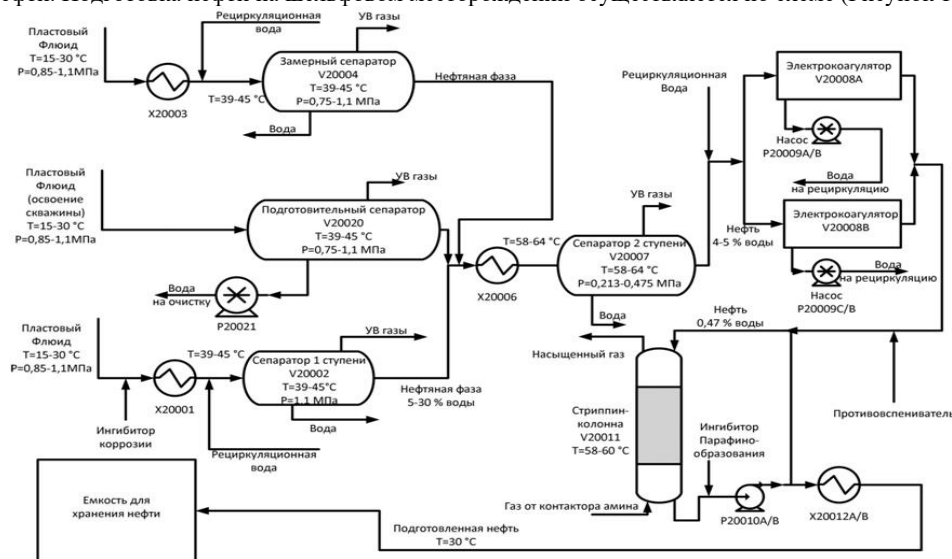 Пластовый
Флюид
T=15-30 °C
P=0,85-1,1МПа
X20003
Рециркуляционная
вода
T=39-45 °C
УВ газы
Замерный сепаратор
V20004
T=39-45 °C
P=0,75-1,1 МПа
Вода
Нефтяная фаза
Пластовый
Флюид
(освоение
скважины)
T=15-30 °C
P=0,85-1,1МПа
УВ газы
Подготовительный сепаратор
V20020
T=39-45 °C
P=0,75-1,1 МПа
Вода
на очистку
P20021
Пластовый
Флюид
T=15-30 °C
P=0,85-1,1МПа
Ингибитор
коррозии
X20001
T=39-45 °C
Рециркуляционная
вода
УВ газы
Сепаратор 1 ступени
V20002
T=39-45°C
P=1.1 МПа
Вода
Нефтяная фаза
5-30 % воды
X20006
T=58-64 °C
УВ газы
Сепаратор 2 ступени
V20007
T=58-64 °C
P=0,213-0,475 МПа
Вода
Рециркуляционная
Вода
Нефть
4-5 % воды
Электрокоагулятор
V20008A
Насос
P20009A/B
Вода
на рециркуляцию
Электрокоагулятор
V20008B
Вода
на рециркуляцию
Насос
P20009C/B
Нефть
0,47 % воды
Насыщенный газ
Стриппин-
колонна
V20011
T=58-60 °C
Газ от контактора амина
Ингибитор
Парафино-
образования
P20010A/B
Противовспениватель
X20012A/B
Подготовленная нефть
T=30 °C
Емкость для
хранения нефти